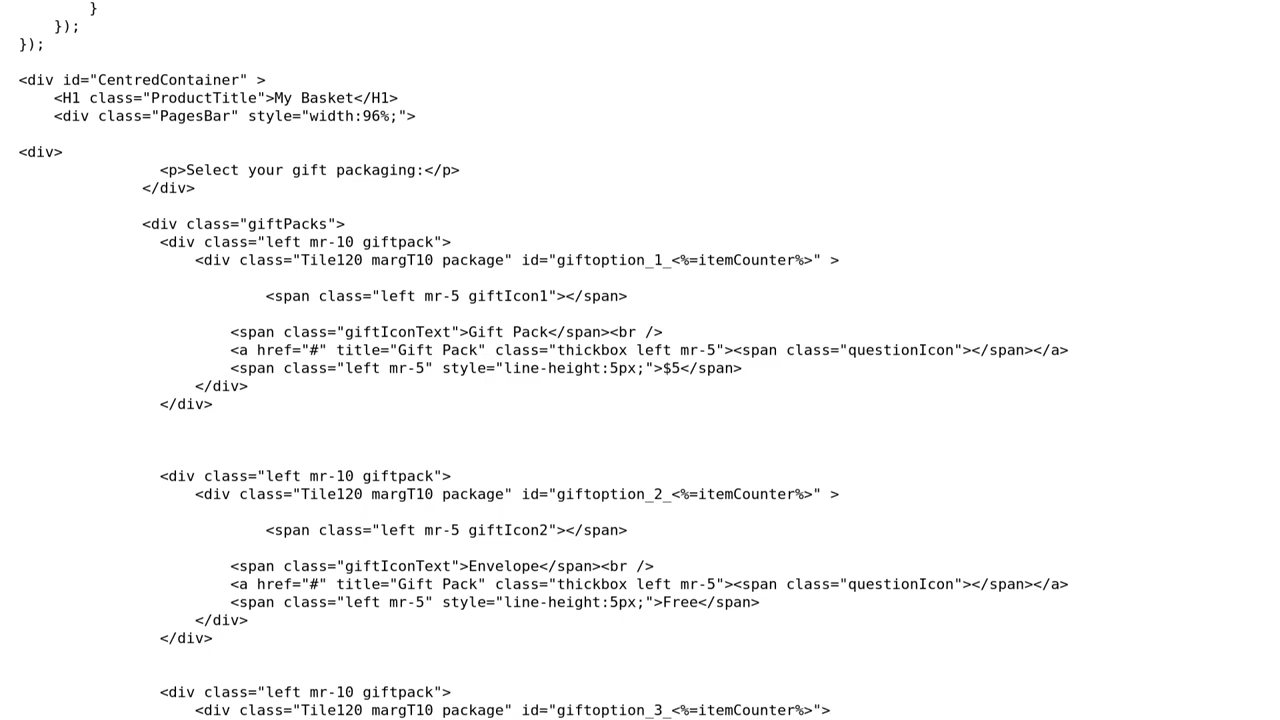 }
});
});
<div id="CentredContainer" >
<H1 class="ProductTitle">My Basket</H1>
<div class="PagesBar" style="width:96%;">
<div>
<p>Select your gift packaging:</p>
</div>
<div class="giftPacks">
<div class="left mr-10 giftpack">
<div class="Tile120 margT10 package" id="giftoption_1_<%=itemCounter%>" >
<span class="left mr-5 giftIcon1"></span>
<span class="giftIconText">Gift Pack</span><br />
<a href="#" title="Gift Pack" class="thickbox left mr-5"><span class="questionIcon"></span></a>
<span class="left mr-5" style="line-height:5px;">$5</span>
</div>
</div>
<div class="left mr-10 giftpack">
<div class="Tile120 margT10 package" id="giftoption_2_<%=itemCounter%>" >
<span class="left mr-5 giftIcon2"></span>
<span class="giftIconText">Envelope</span><br />
<a href="#" title="Gift Pack" class="thickbox left mr-5"><span class="questionIcon"></span></a>
<span class="left mr-5" style="line-height:5px;">Free</span>
</div>
</div>
<div class="left mr-10 giftpack">
<div class="Tile120 margT10 package" id="giftoption_3_<%=itemCounter%>">